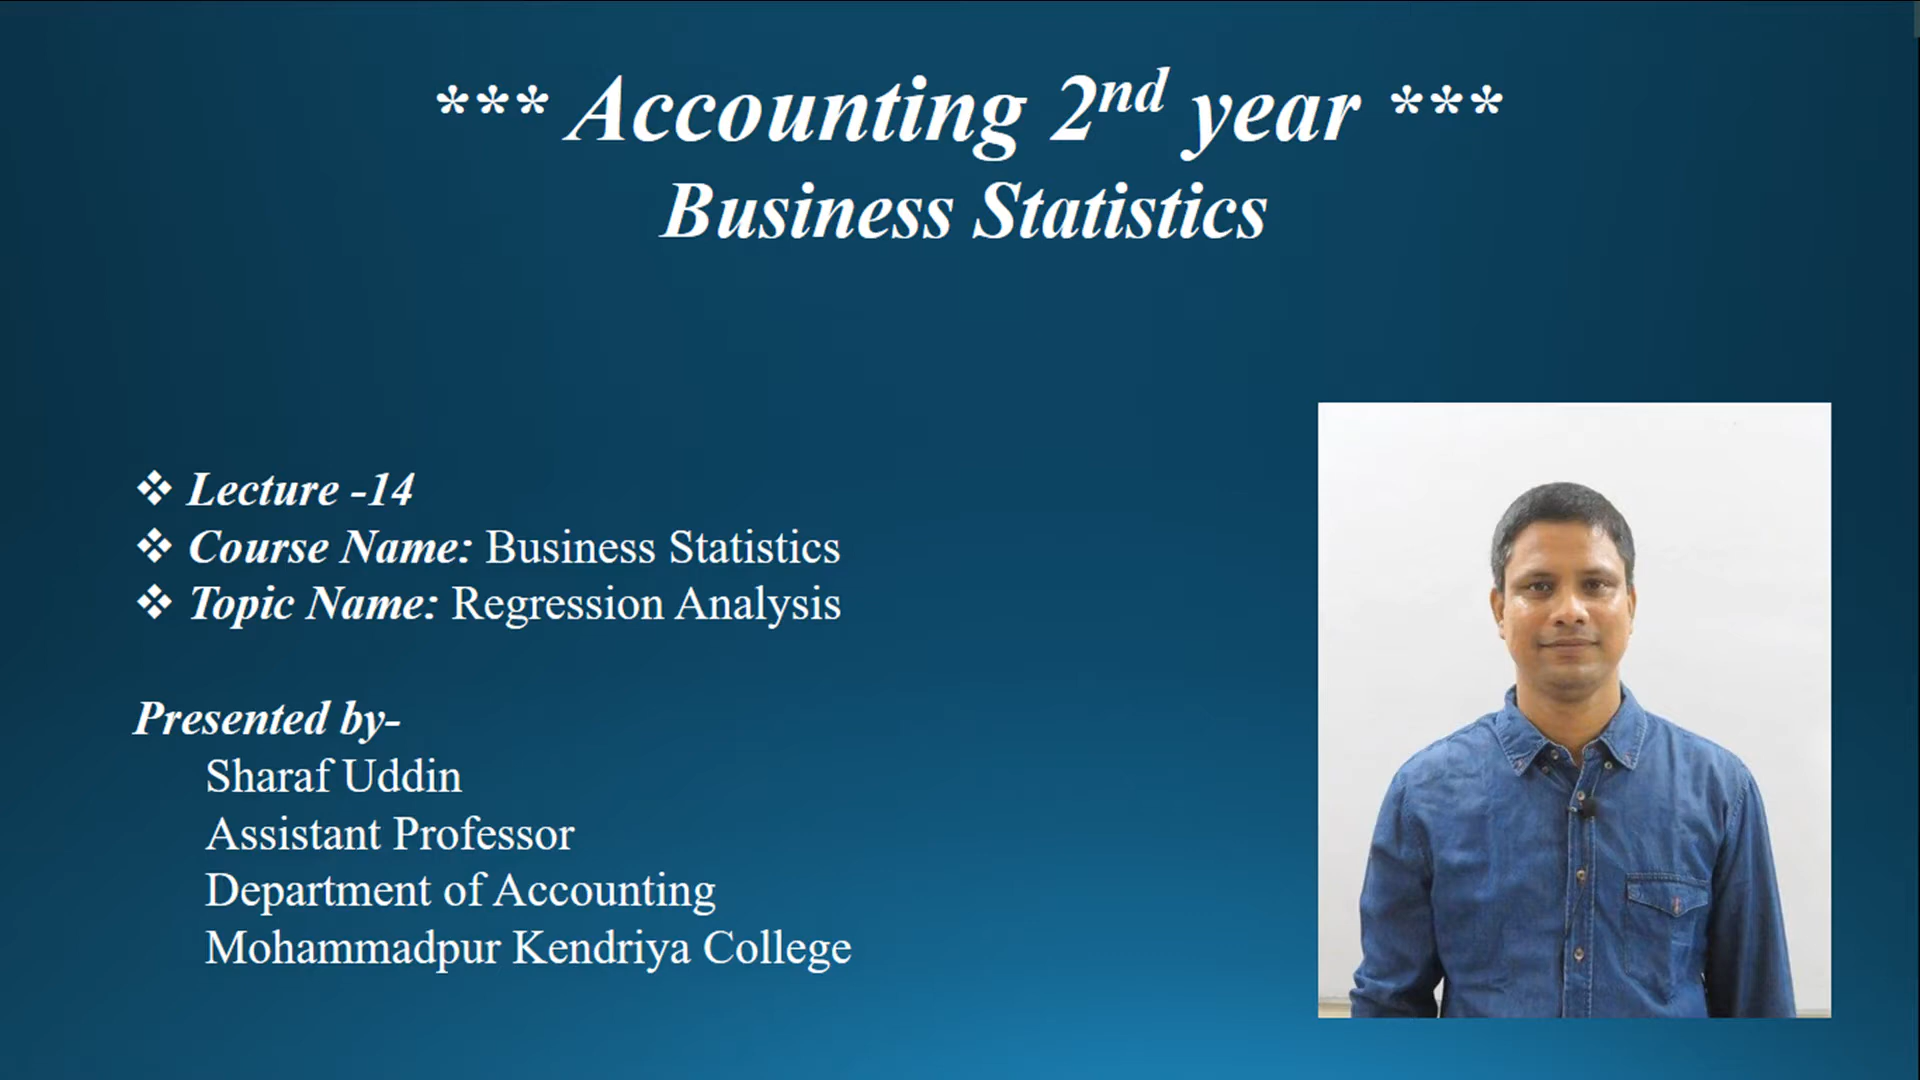 *** Accounting 2nd year ***
Business Statistics
❖ Lecture -14
❖ Course Name: Business Statistics
❖ Topic Name: Regression Analysis
Presented by-
Sharaf Uddin
Assistant Professor
Department of Accounting
Mohammadpur Kendriya College